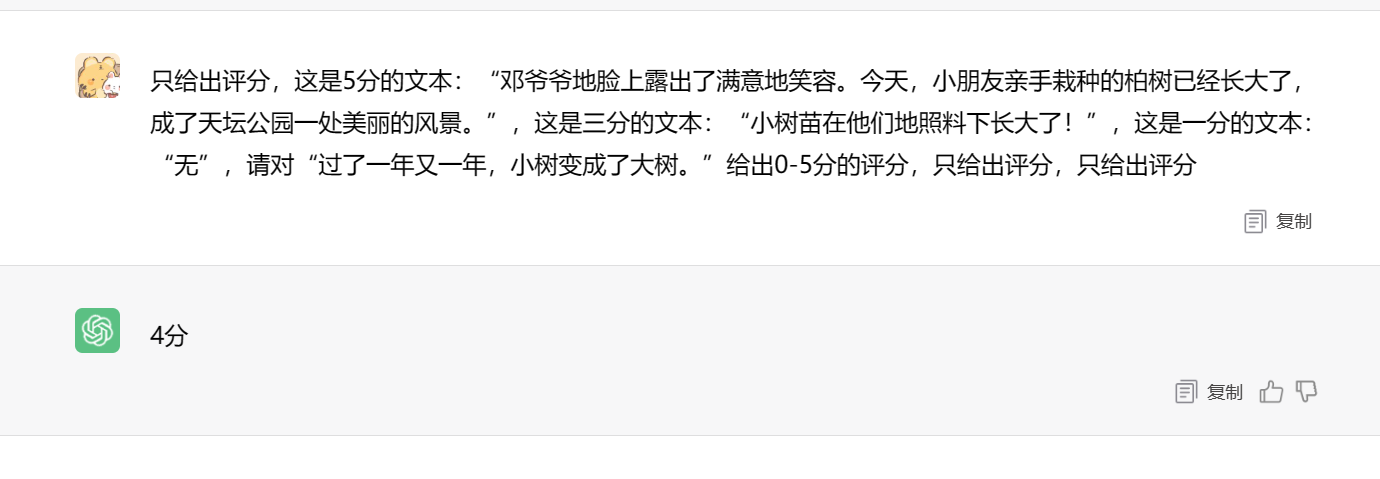 只给出评分，这是5分的文本：“邓爷爷地脸上露出了满意地笑容。今天，小朋友亲手栽种的柏树已经长大了，
成了天坛公园一处美丽的风景。”，这是三分的文本：“小树苗在他们地照料下长大了！”，这是一分的文本：
“无”，请对“过了一年又一年，小树变成了大树。”给出0-5分的评分，只给出评分，只给出评分
复制
4分
复制